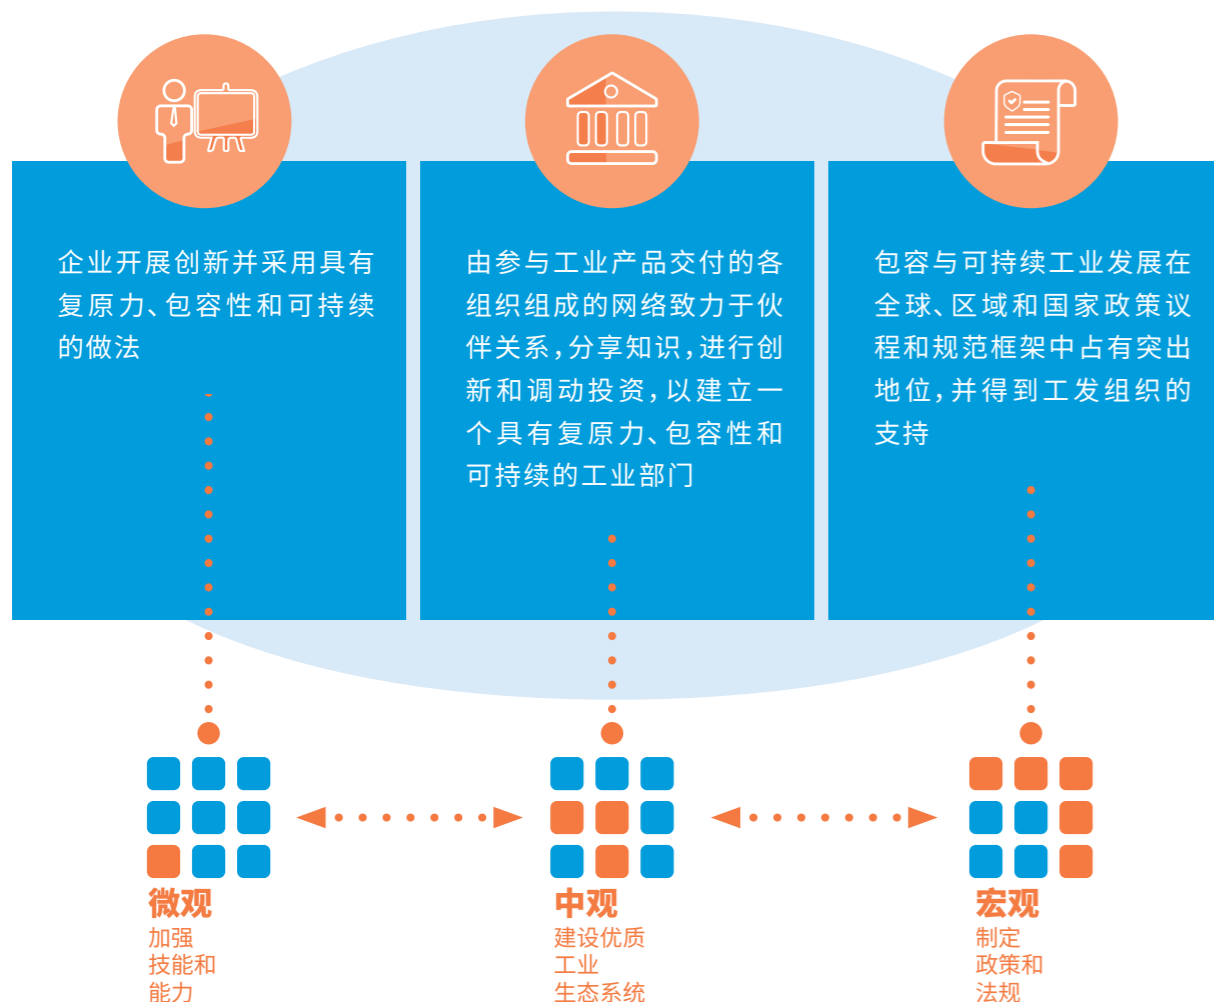 企业开展创新并采用具有
复原力、包容性和可持续
的做法
由参与工业产品交付的各
组织组成的网络致力于伙
伴关系,分享知识,进行创
新和调动投资,以建立一
个具有复原力、包容性和
可持续的工业部门
包容与可持续工业发展在
全球、区域和国家政策议
程和规范框架中占有突出
地位,并得到工发组织的
支持
微观
加强
技能和
能力
中观
建设优质
工业
生态系统
宏观
制定
政策和
法规